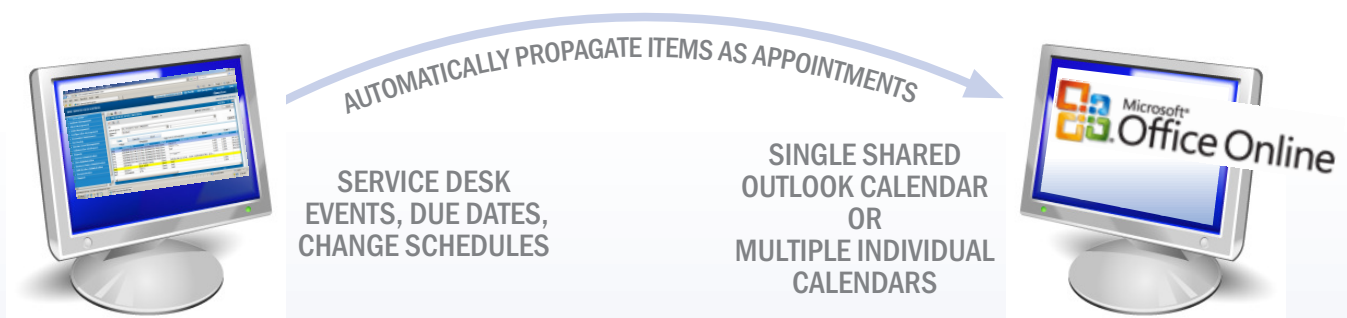 AUTOMATICALLY PROPAGATE ITEMS AS APPOINTMENTS
SERVICE DESK
EVENTS, DUE DATES,
CHANGE SCHEDULES
SINGLE SHARED
OUTLOOK CALENDAR
OR
MULTIPLE INDIVIDUAL
CALENDARS
Microsoft®
Office Online